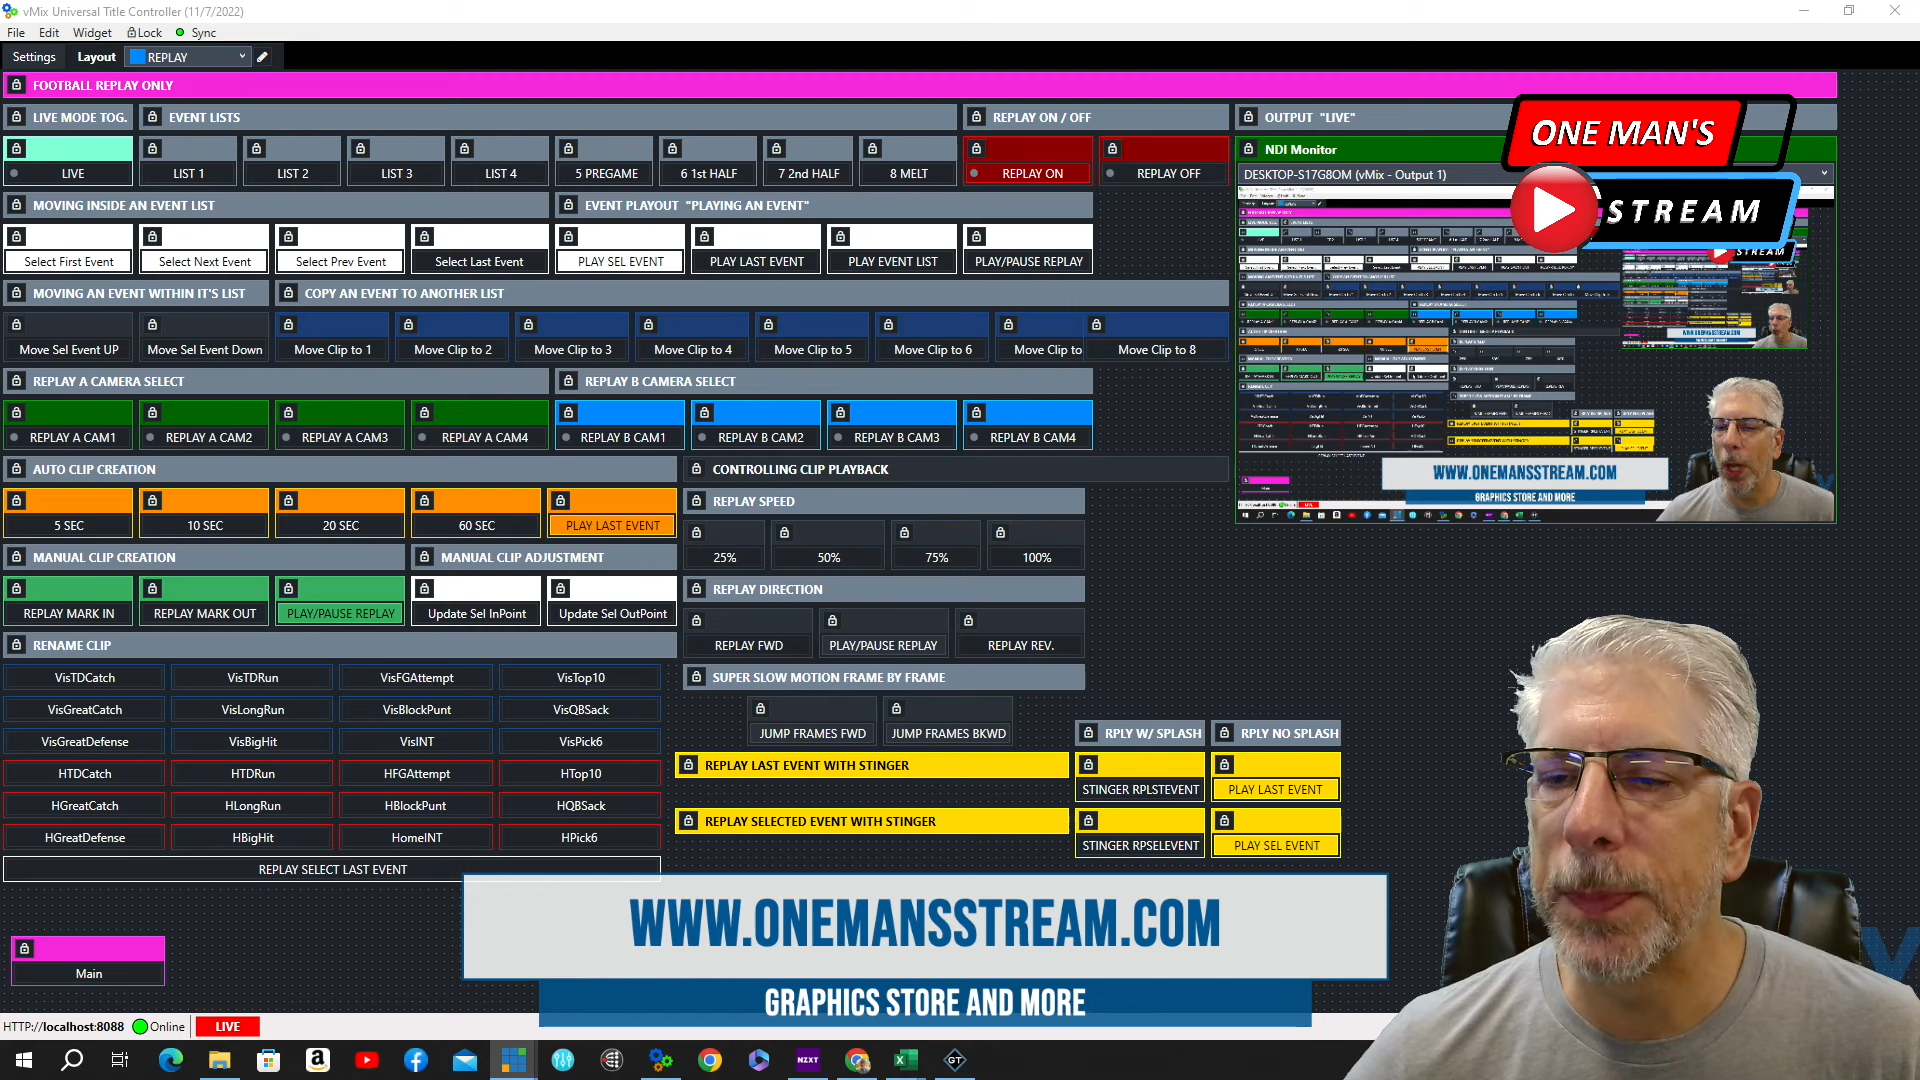 vMix Universal Title Controller (11/7/2022)
File Edit Widget Lock Sync
Settings Layout REPLAY
FOOTBALL REPLAY ONLY
LIVE MODE TOG. EVENT LISTS REPLAY ON / OFF OUTPUT "LIVE"
ONE MAN'S
STREAM
NDI Monitor
LIVE LIST 1 LIST 2 LIST 3 LIST 4 5 PREGAME 6 1st HALF 7 2nd HALF 8 MELT REPLAY ON REPLAY OFF
DESKTOP-S17G8OM (vMix - Output 1)
MOVING INSIDE AN EVENT LIST EVENT PLAYOUT "PLAYING AN EVENT"
Select First Event Select Next Event Select Prev Event Select Last Event PLAY SEL EVENT PLAY LAST EVENT PLAY EVENT LIST PLAY/PAUSE REPLAY
MOVING AN EVENT WITHIN IT'S LIST COPY AN EVENT TO ANOTHER LIST
Move Sel Event UP Move Sel Event Down Move Clip to 1 Move Clip to 2 Move Clip to 3 Move Clip to 4 Move Clip to 5 Move Clip to 6 Move Clip to Move Clip to 8
REPLAY A CAMERA SELECT REPLAY B CAMERA SELECT
REPLAY A CAM1 REPLAY A CAM2 REPLAY A CAM3 REPLAY A CAM4 REPLAY B CAM1 REPLAY B CAM2 REPLAY B CAM3 REPLAY B CAM4
AUTO CLIP CREATION CONTROLLING CLIP PLAYBACK
WWW.ONEMANSSTREAM.COM
GRAPHICS STORE AND MORE
REPLAY SPEED
5 SEC 10 SEC 20 SEC 60 SEC PLAY LAST EVENT
25% 50% 75% 100%
MANUAL CLIP CREATION MANUAL CLIP ADJUSTMENT
REPLAY DIRECTION
REPLAY MARK IN REPLAY MARK OUT PLAY/PAUSE REPLAY Update Sel InPoint Update Sel OutPoint
REPLAY FWD PLAY/PAUSE REPLAY REPLAY REV.
RENAME CLIP
SUPER SLOW MOTION FRAME BY FRAME
VisTDCatch VisTDRun VisFGAttempt VisTop10
VisGreatCatch VisLongRun VisBlockPunt VisQBSack
JUMP FRAMES FWD JUMP FRAMES BKWD RPLY W/ SPLASH RPLY NO SPLASH
VisGreatDefense VisBigHit VisINT VisPick6
REPLAY LAST EVENT WITH STINGER
HTDCatch HTDRun HFGAttempt HTop10
STINGER RPLSTEVENT PLAY LAST EVENT
HGreatCatch HLongRun HBlockPunt HQBSack
REPLAY SELECTED EVENT WITH STINGER
HGreatDefense HBigHit HomeINT HPick6
STINGER RPSELEVENT PLAY SEL EVENT
REPLAY SELECT LAST EVENT
WWW.ONEMANSSTREAM.COM
GRAPHICS STORE AND MORE
Main
HTTP://localhost:8088 Online LIVE
NZXT GT